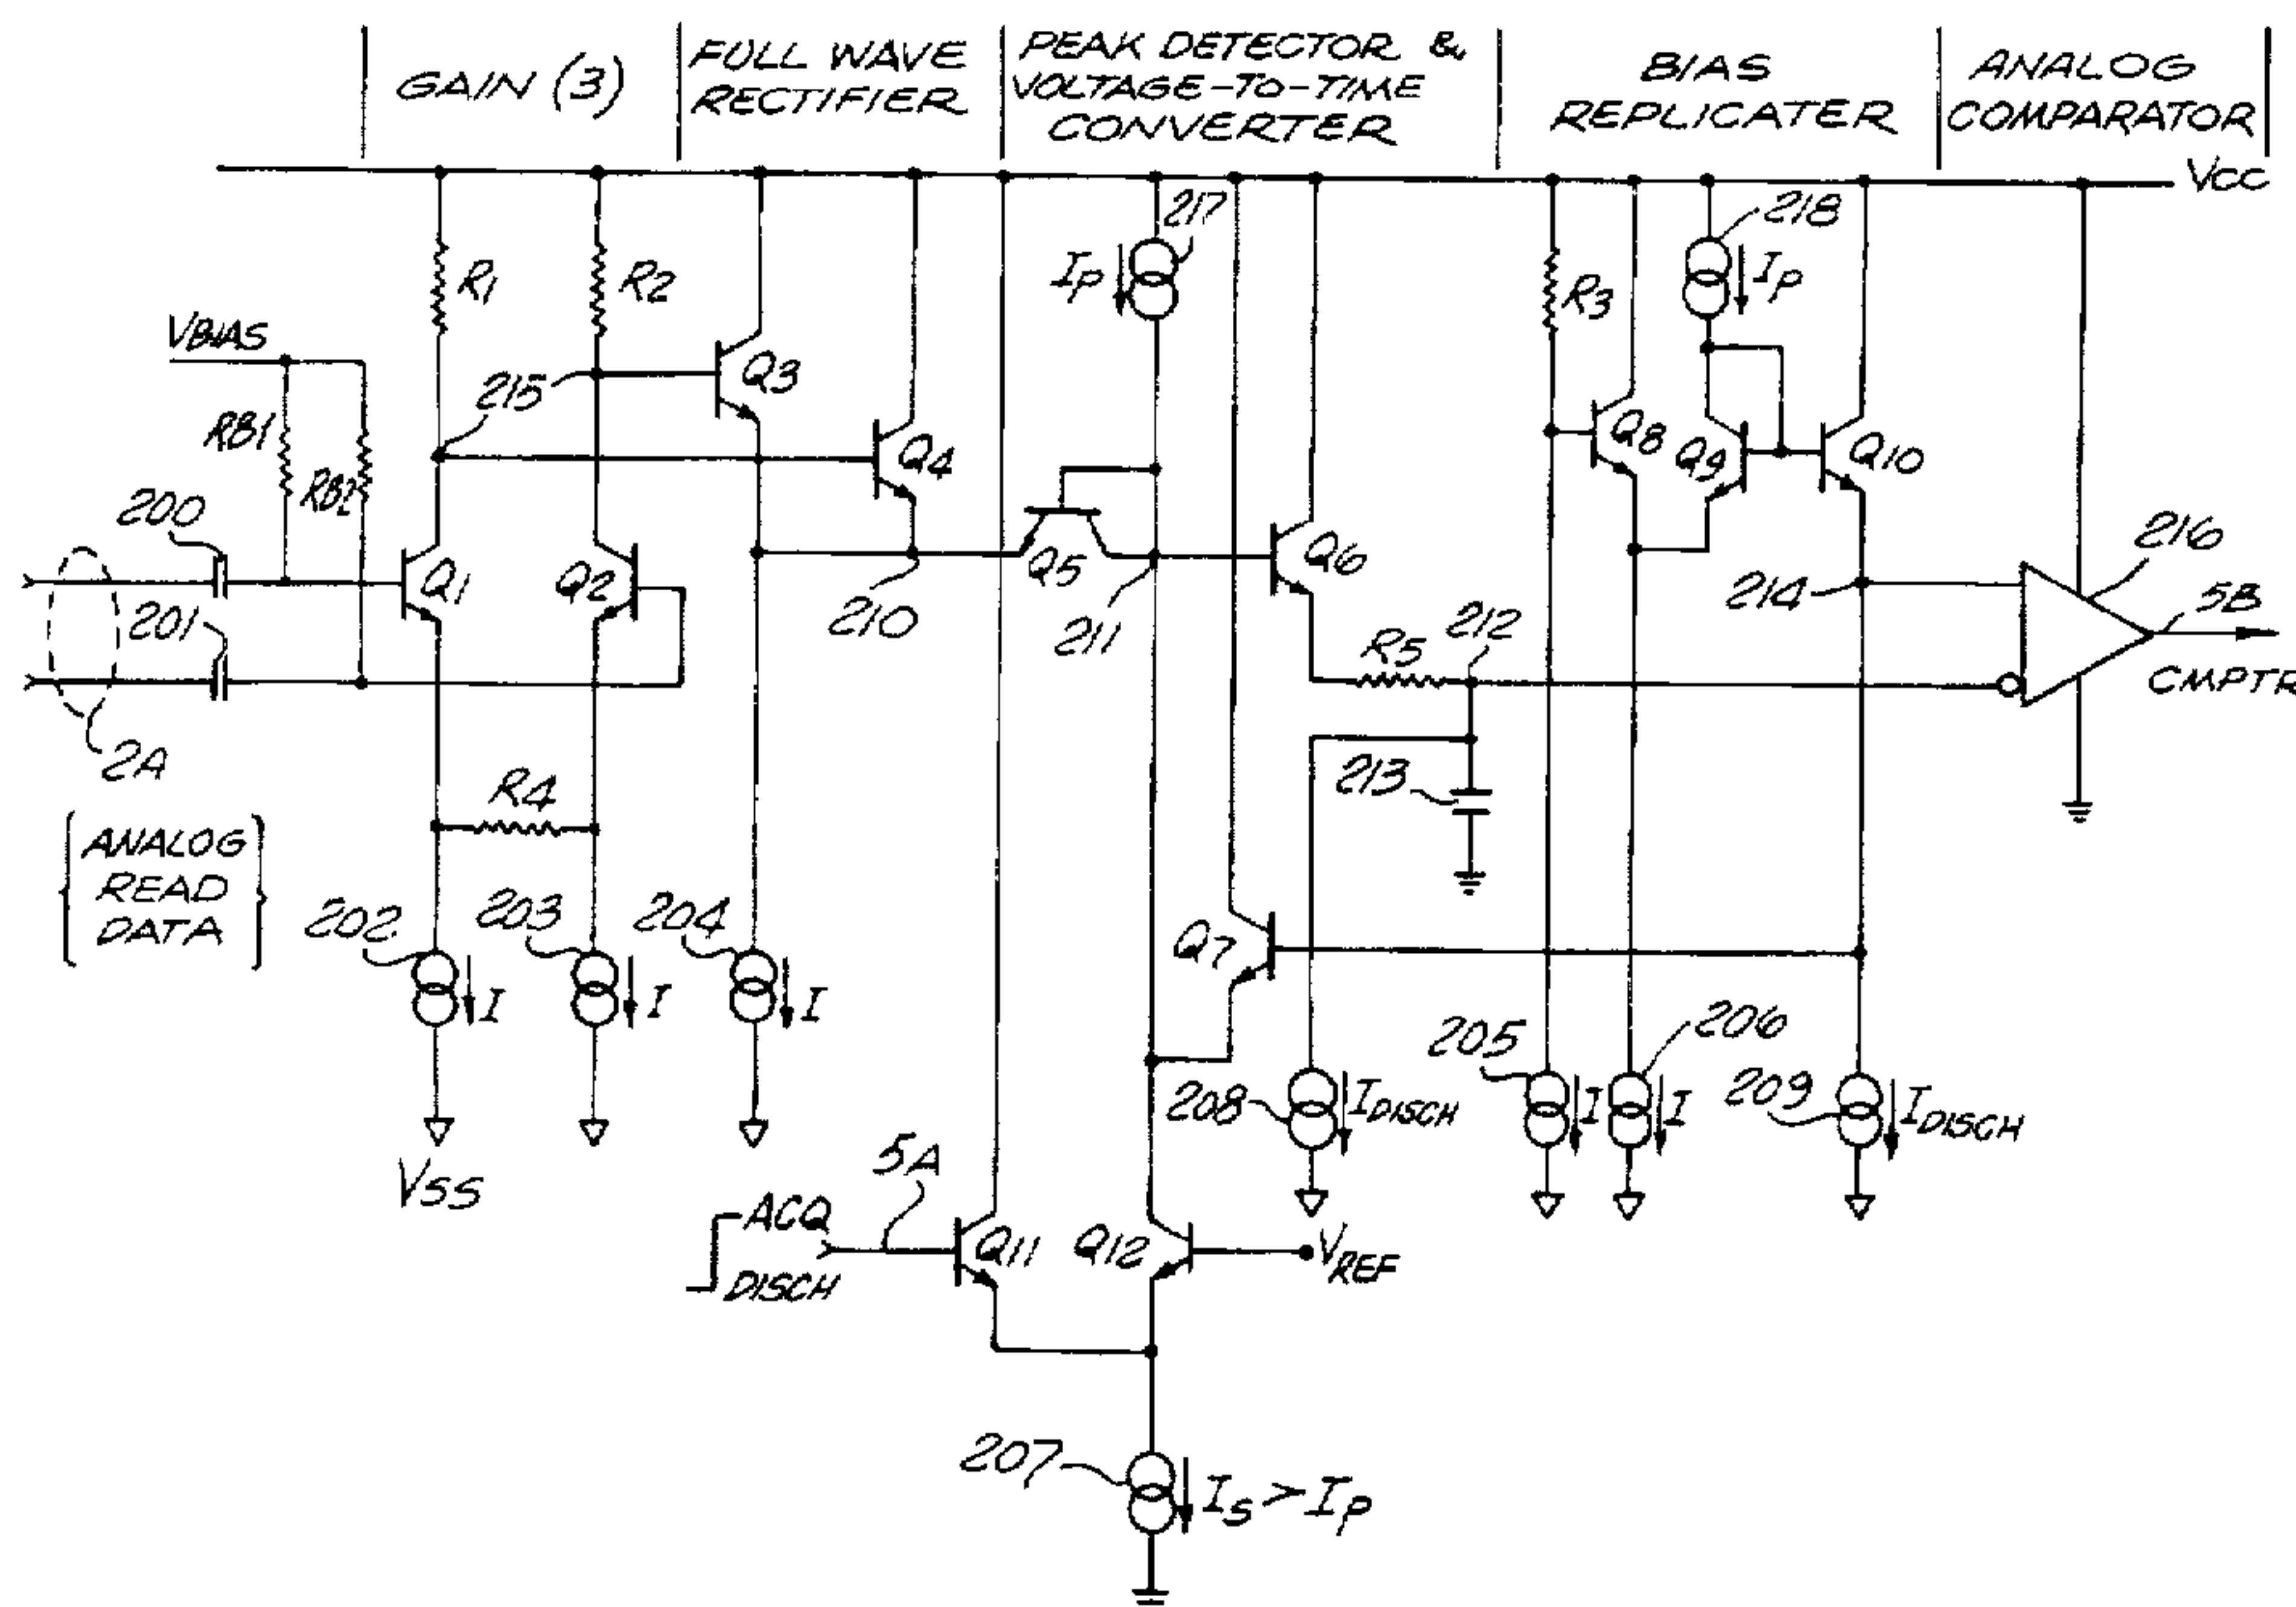 GAIN (3)
FULL WAVE
RECTIFIER
PEAK DETECTOR &
VOLTAGE-TO-TIME
CONVERTER
BIAS
REPLICATER
ANALOG
COMPARATOR
VCC
217
218
IP
IP
R1
R2
R3
VBIAS
215
Q3
RB1
RB2
Q4
Q8
Q9
Q10
200
Q1
Q2
Q5
Q6
216
201
210
211
214
5B
212
R5
CMPTR
2A
213
R4
ANALOG
READ
DATA
202
203
204
Q7
I
I
I
205
206
208
IDISCH
I
I
209
IDISCH
VSS
5A
ACQ
DISCH
Q11
Q12
VREF
207
IS > IP